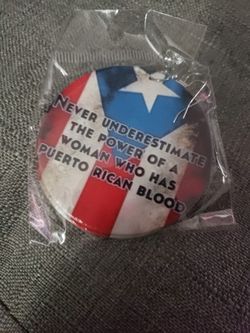 NEVER UNDERESTIMATE
THE POWER OF A
WOMAN WHO HAS
PUERTO RICAN BLOOD